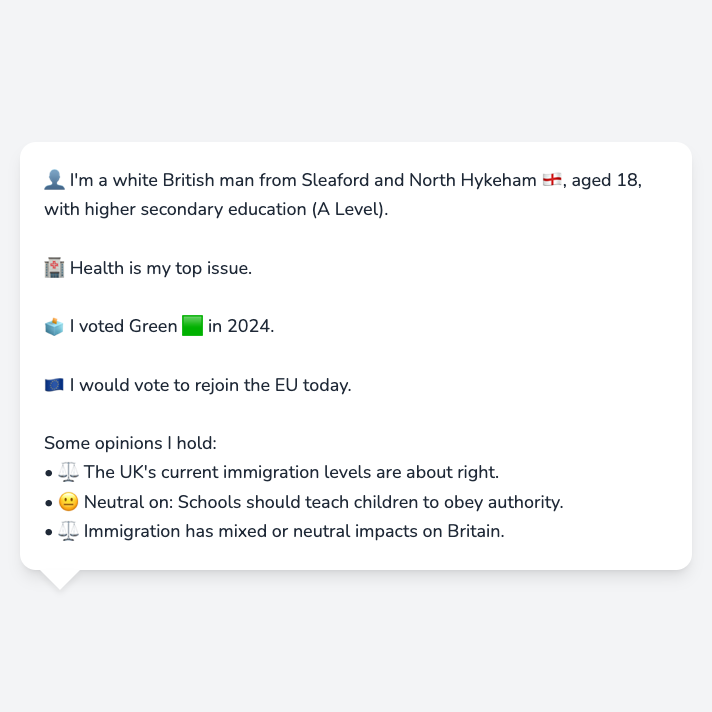 👤 I'm a white British man from Sleaford and North Hykeham 🏴󠁧󠁢󠁥󠁮󠁧󠁿, aged 18,
with higher secondary education (A Level).
🏥 Health is my top issue.
🗳️ I voted Green 🟩 in 2024.
🇪🇺 I would vote to rejoin the EU today.
Some opinions I hold:
• ⚖️ The UK's current immigration levels are about right.
• 😐 Neutral on: Schools should teach children to obey authority.
• ⚖️ Immigration has mixed or neutral impacts on Britain.